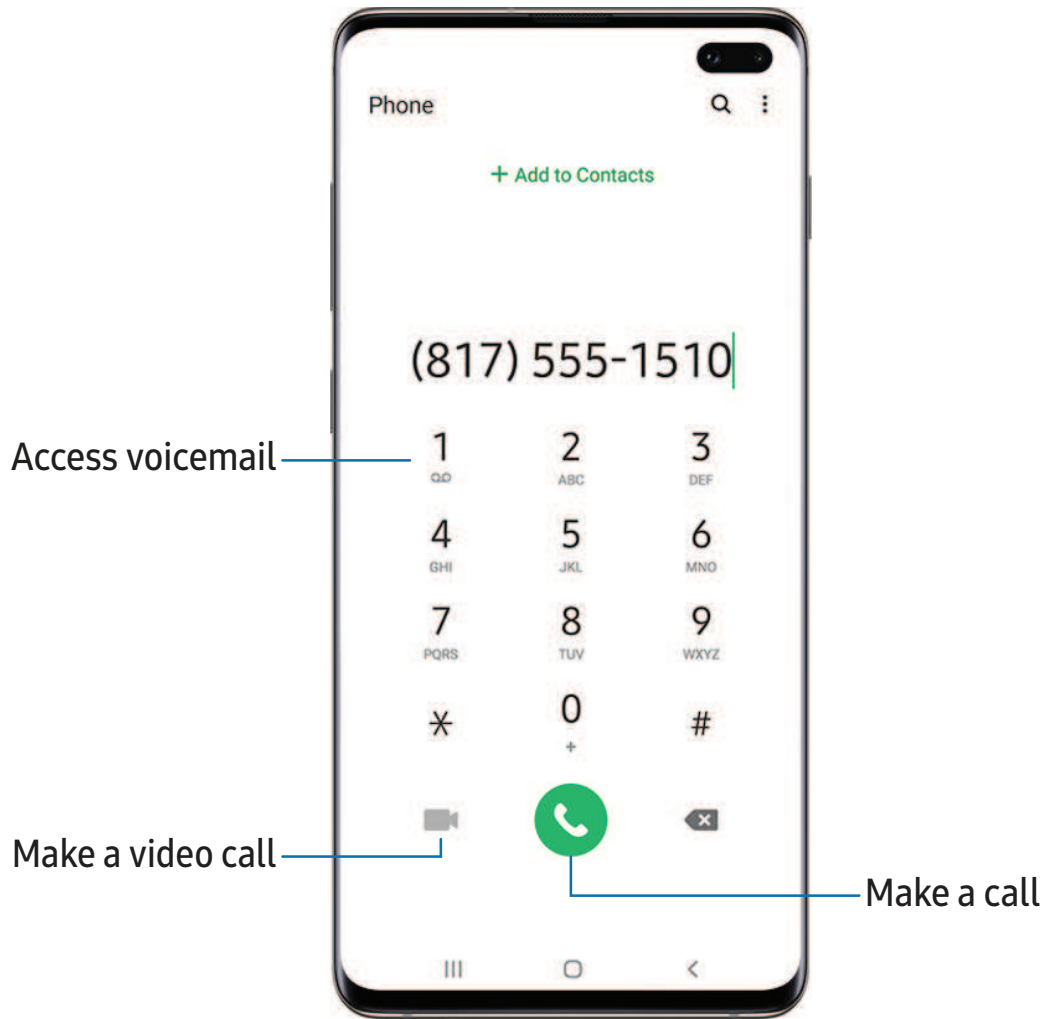 Phone
+ Add to Contacts
(817) 555-1510
Access voicemail
1 2 3
ABC DEF
4 5 6
GHI JKL MNO
7 8 9
PQRS TUV WXYZ
* 0 #
+
Make a video call
Make a call